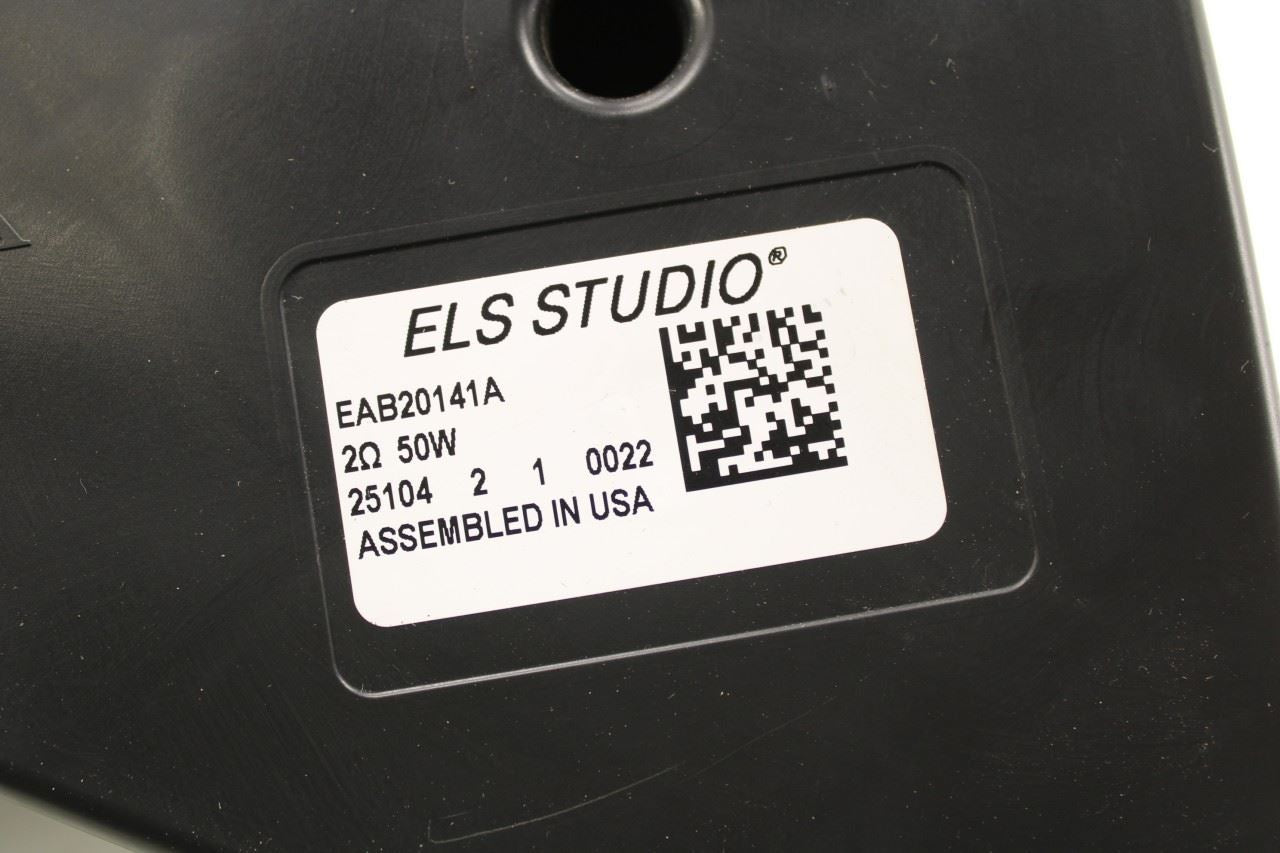 ELS STUDIO®
EAB20141A
2Ω 50W
25104 2 1 0022
ASSEMBLED IN USA